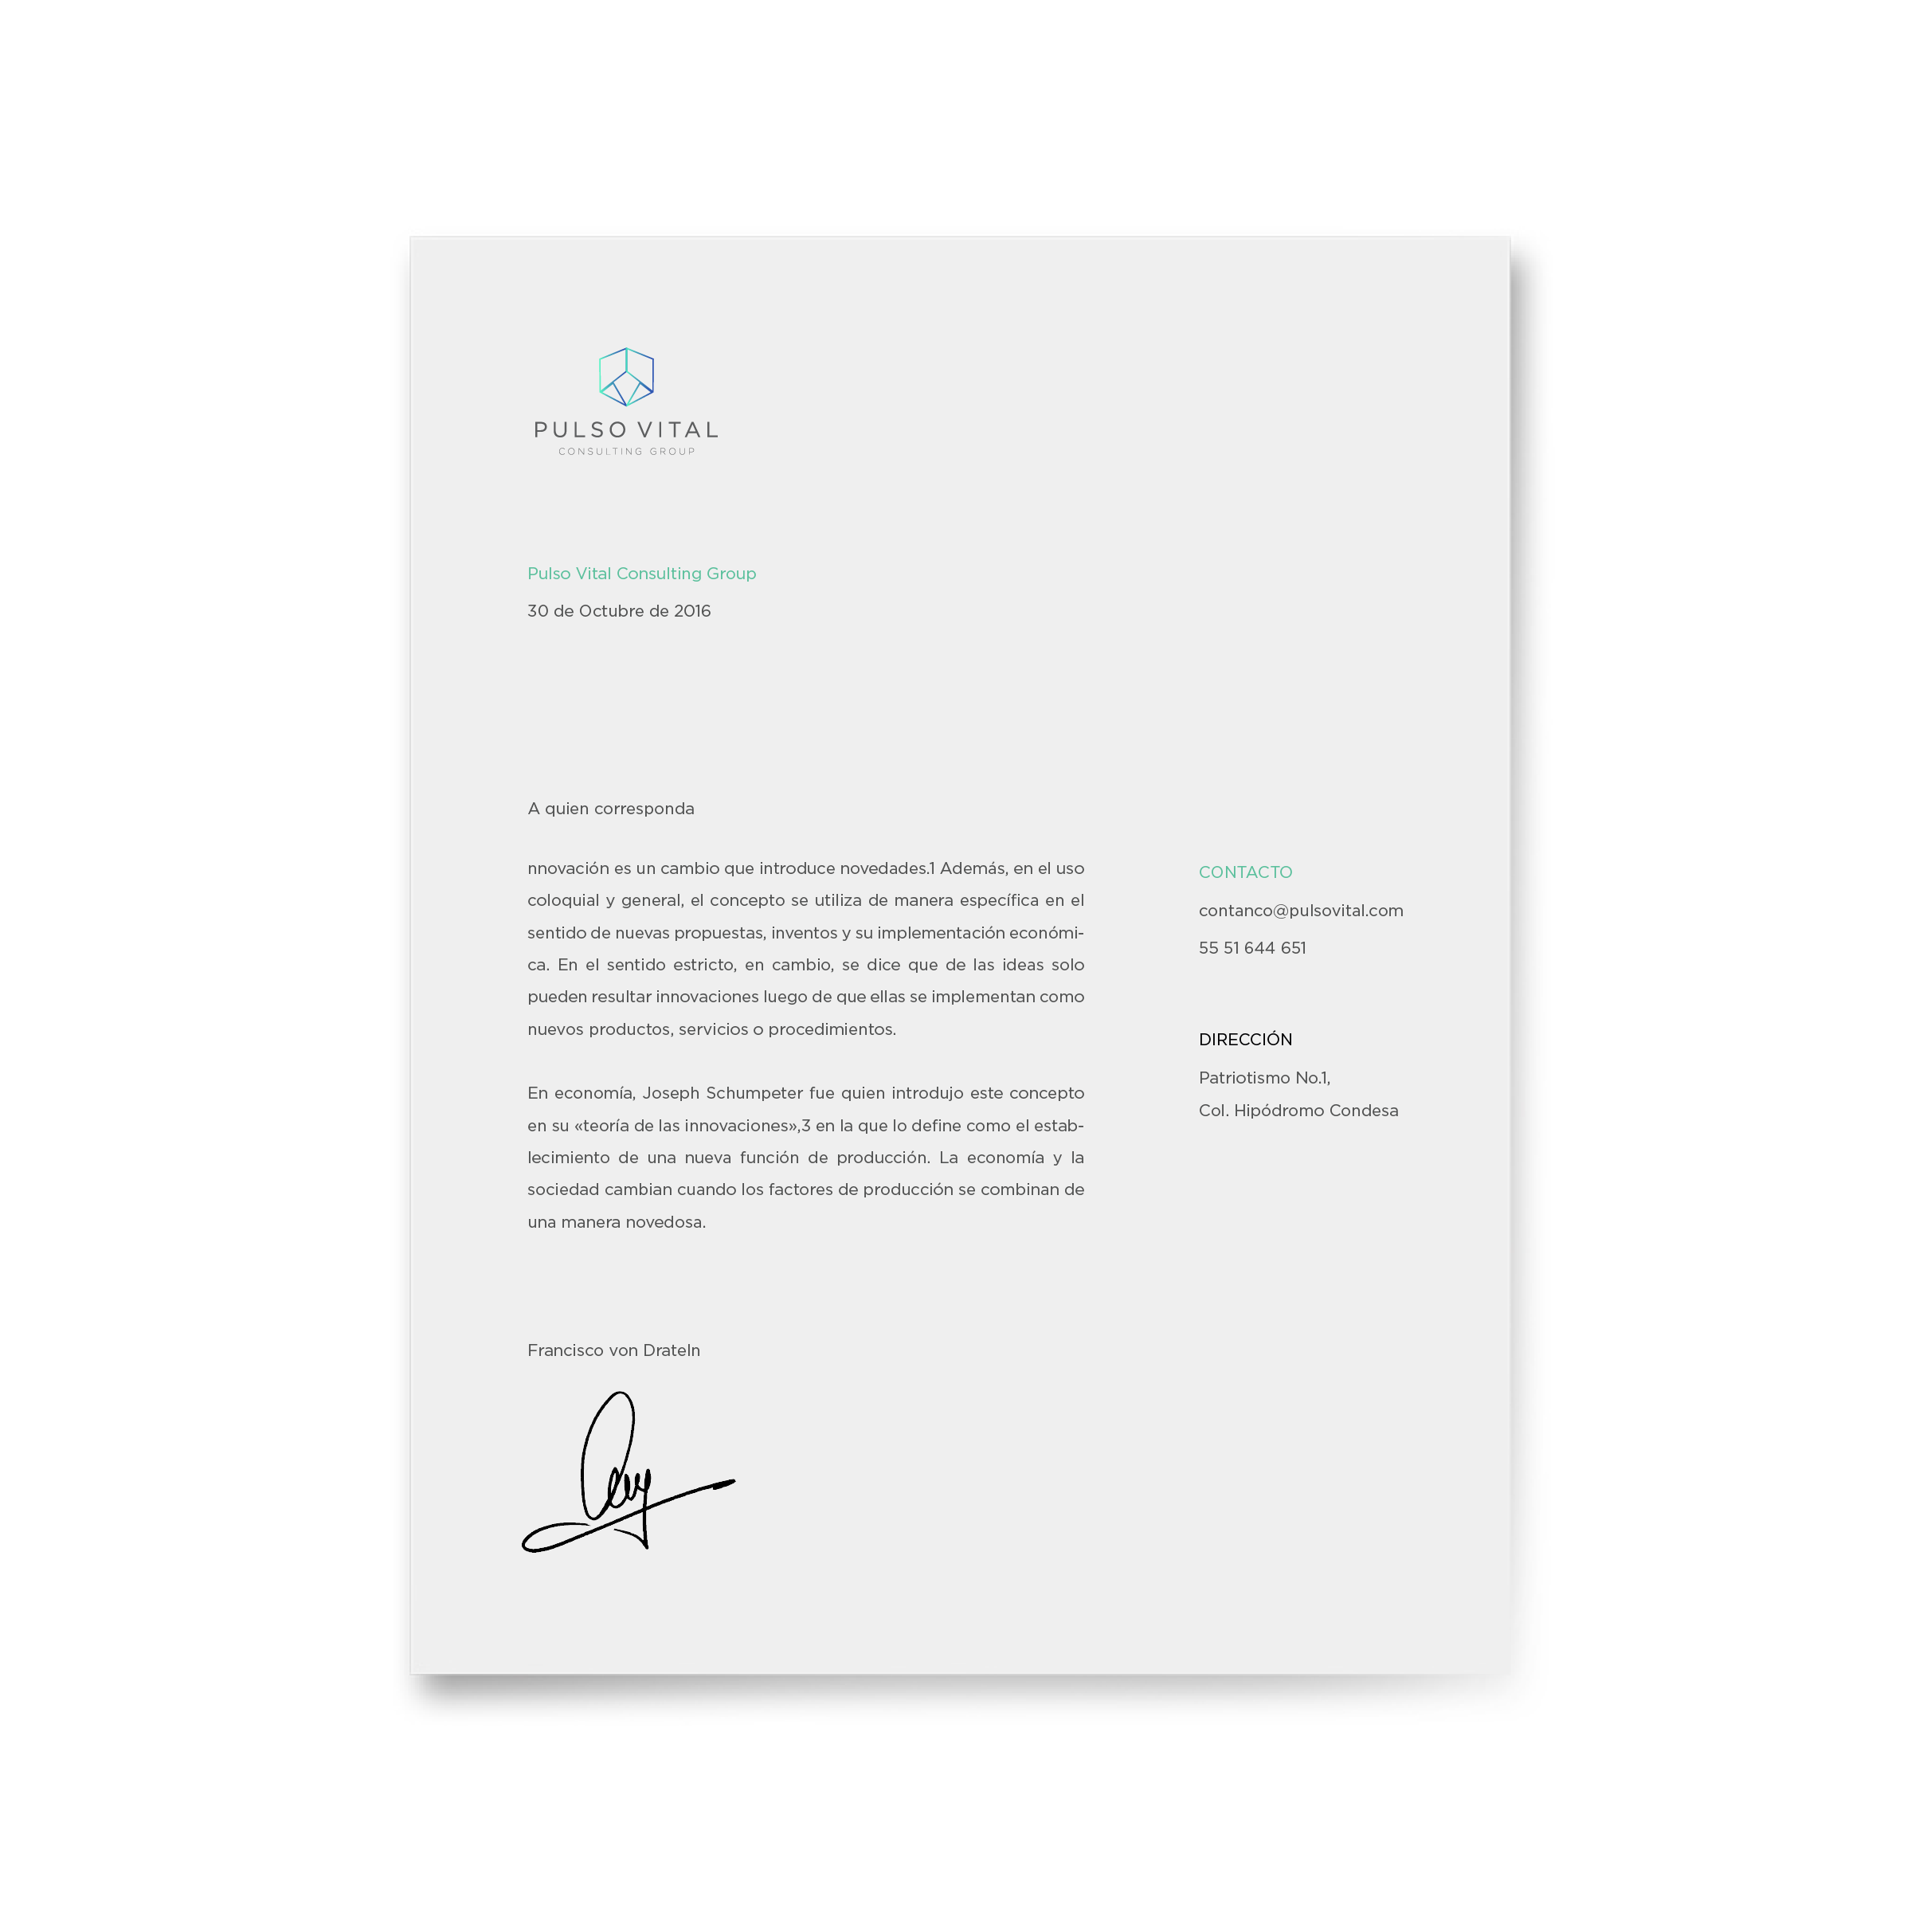 PULSO VITAL
CONSULTING GROUP
Pulso Vital Consulting Group
30 de Octubre de 2016
A quien corresponda
nnovación es un cambio que introduce novedades.1 Además, en el uso
coloquial y general, el concepto se utiliza de manera específica en el
sentido de nuevas propuestas, inventos y su implementación económi-
ca. En el sentido estricto, en cambio, se dice que de las ideas solo
pueden resultar innovaciones luego de que ellas se implementan como
nuevos productos, servicios o procedimientos.
En economía, Joseph Schumpeter fue quien introdujo este concepto
en su «teoría de las innovaciones»,3 en la que lo define como el estab-
lecimiento de una nueva función de producción. La economía y la
sociedad cambian cuando los factores de producción se combinan de
una manera novedosa.
Francisco von Drateln
CONTACTO
contanco@pulsovital.com
55 51 644 651
DIRECCIÓN
Patriotismo No.1,
Col. Hipódromo Condesa